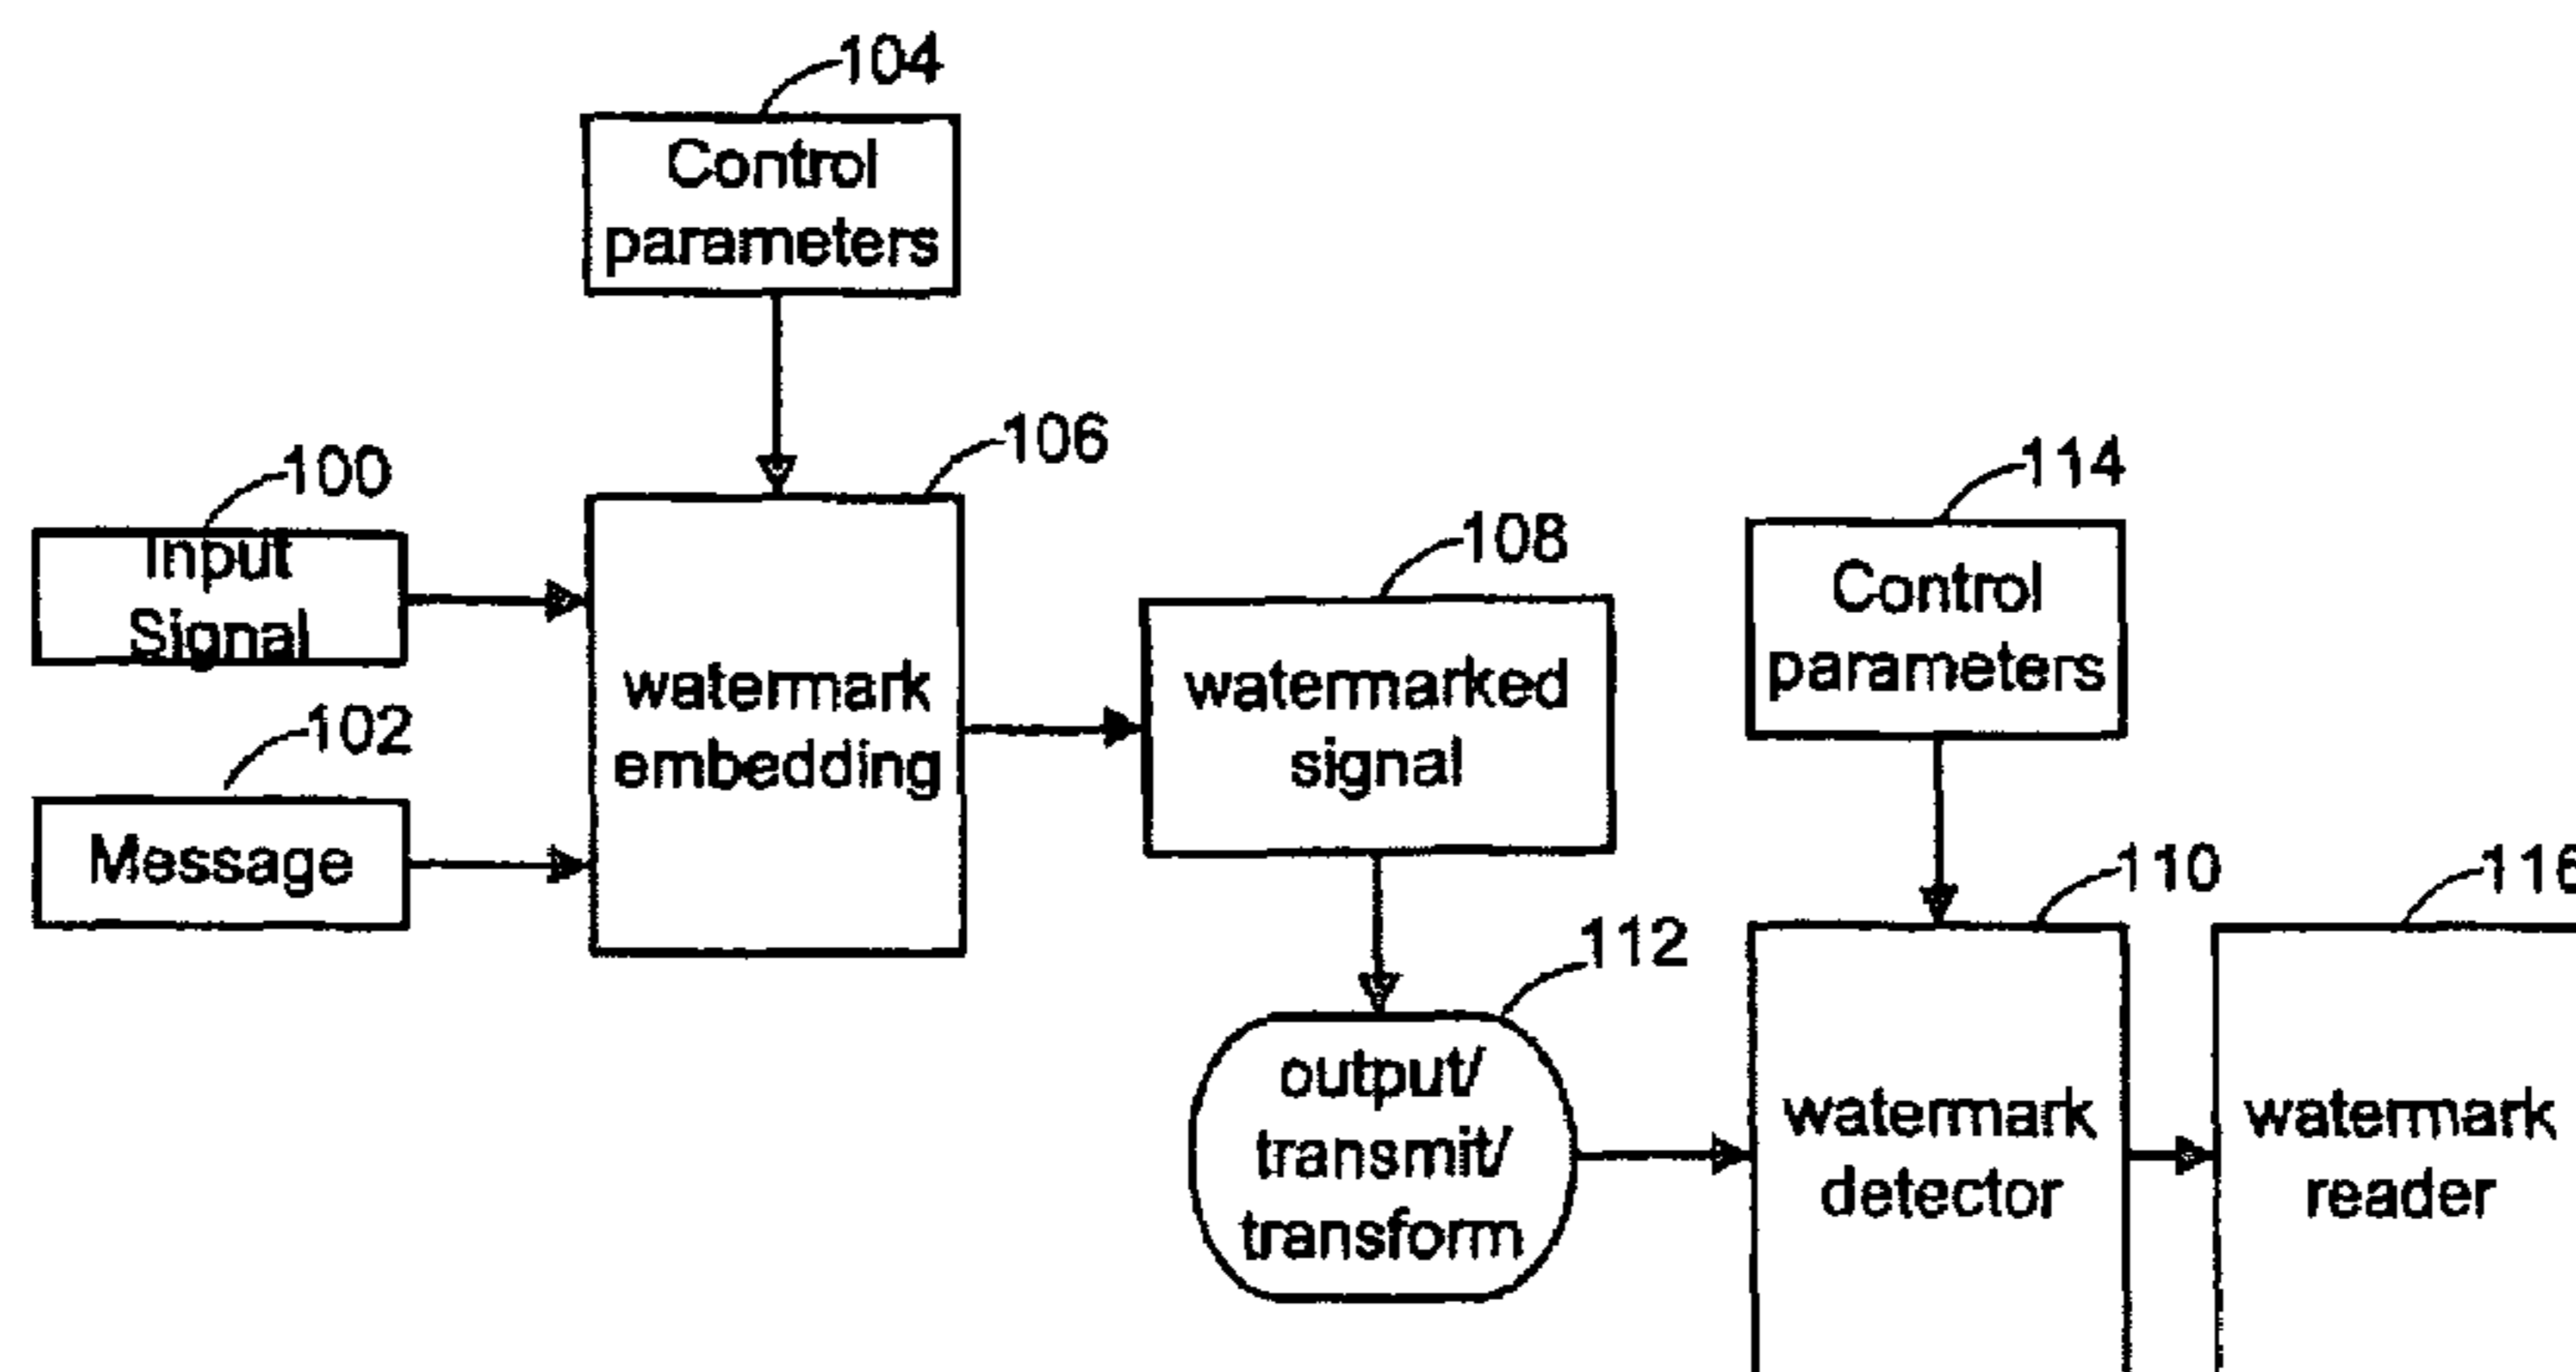 104
Control
parameters
100
Input
Signal
102
Message
106
watermark
embedding
108
watermarked
signal
112
output/
transmit/
transform
114
Control
parameters
110
watermark
detector
116
watermark
reader